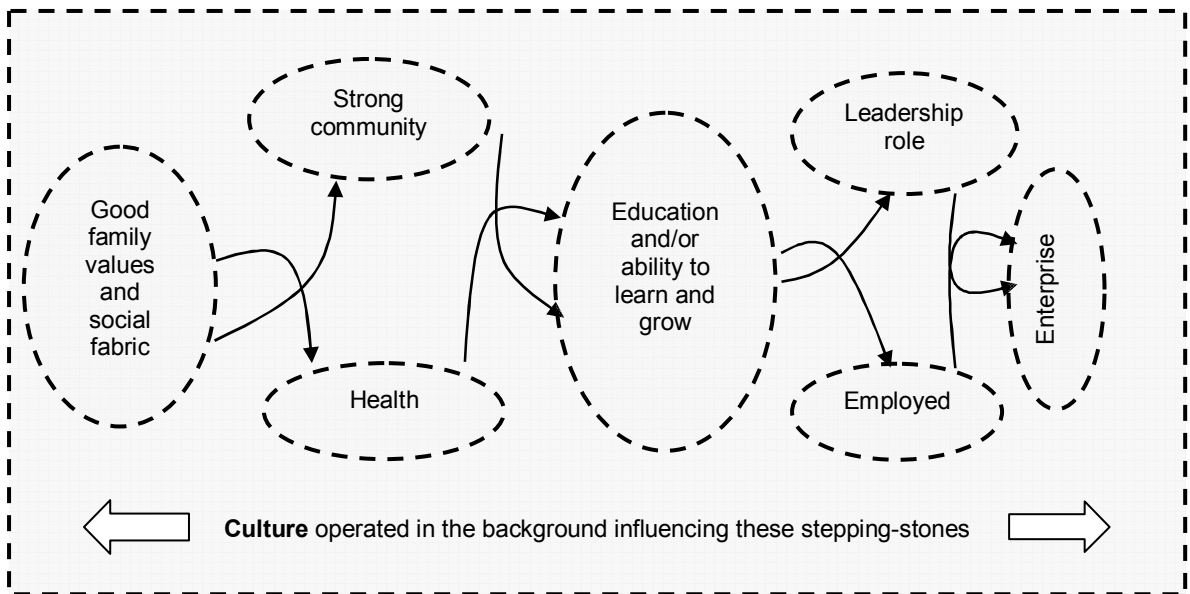 Good
family
values
and
social
fabric
Strong
community
Health
Education
and/or
ability to
learn and
grow
Leadership
role
Employed
Enterprise
Culture operated in the background influencing these stepping-stones